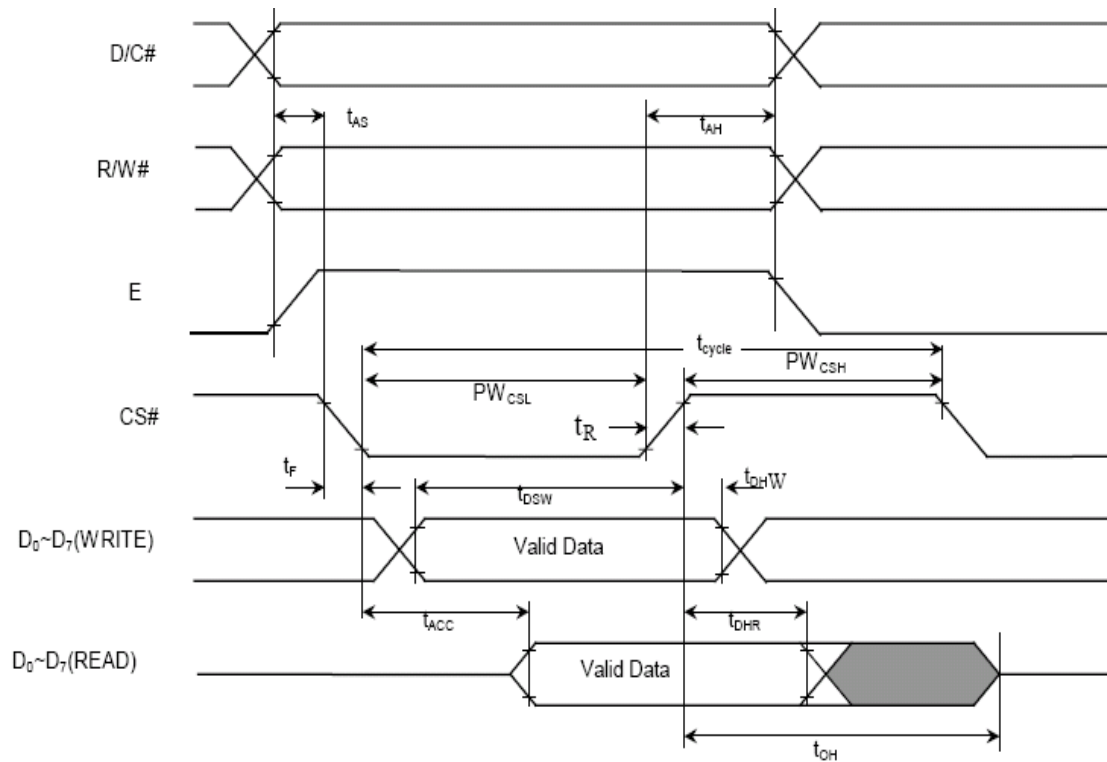 D/C#
tAS
tAH
R/W#
E
tcycle
PWCSL
PWCSH
CS#
tR
tF
tDSW
tDHW
D0~D7(WRITE)
Valid Data
tACC
tDHR
D0~D7(READ)
Valid Data
tOH